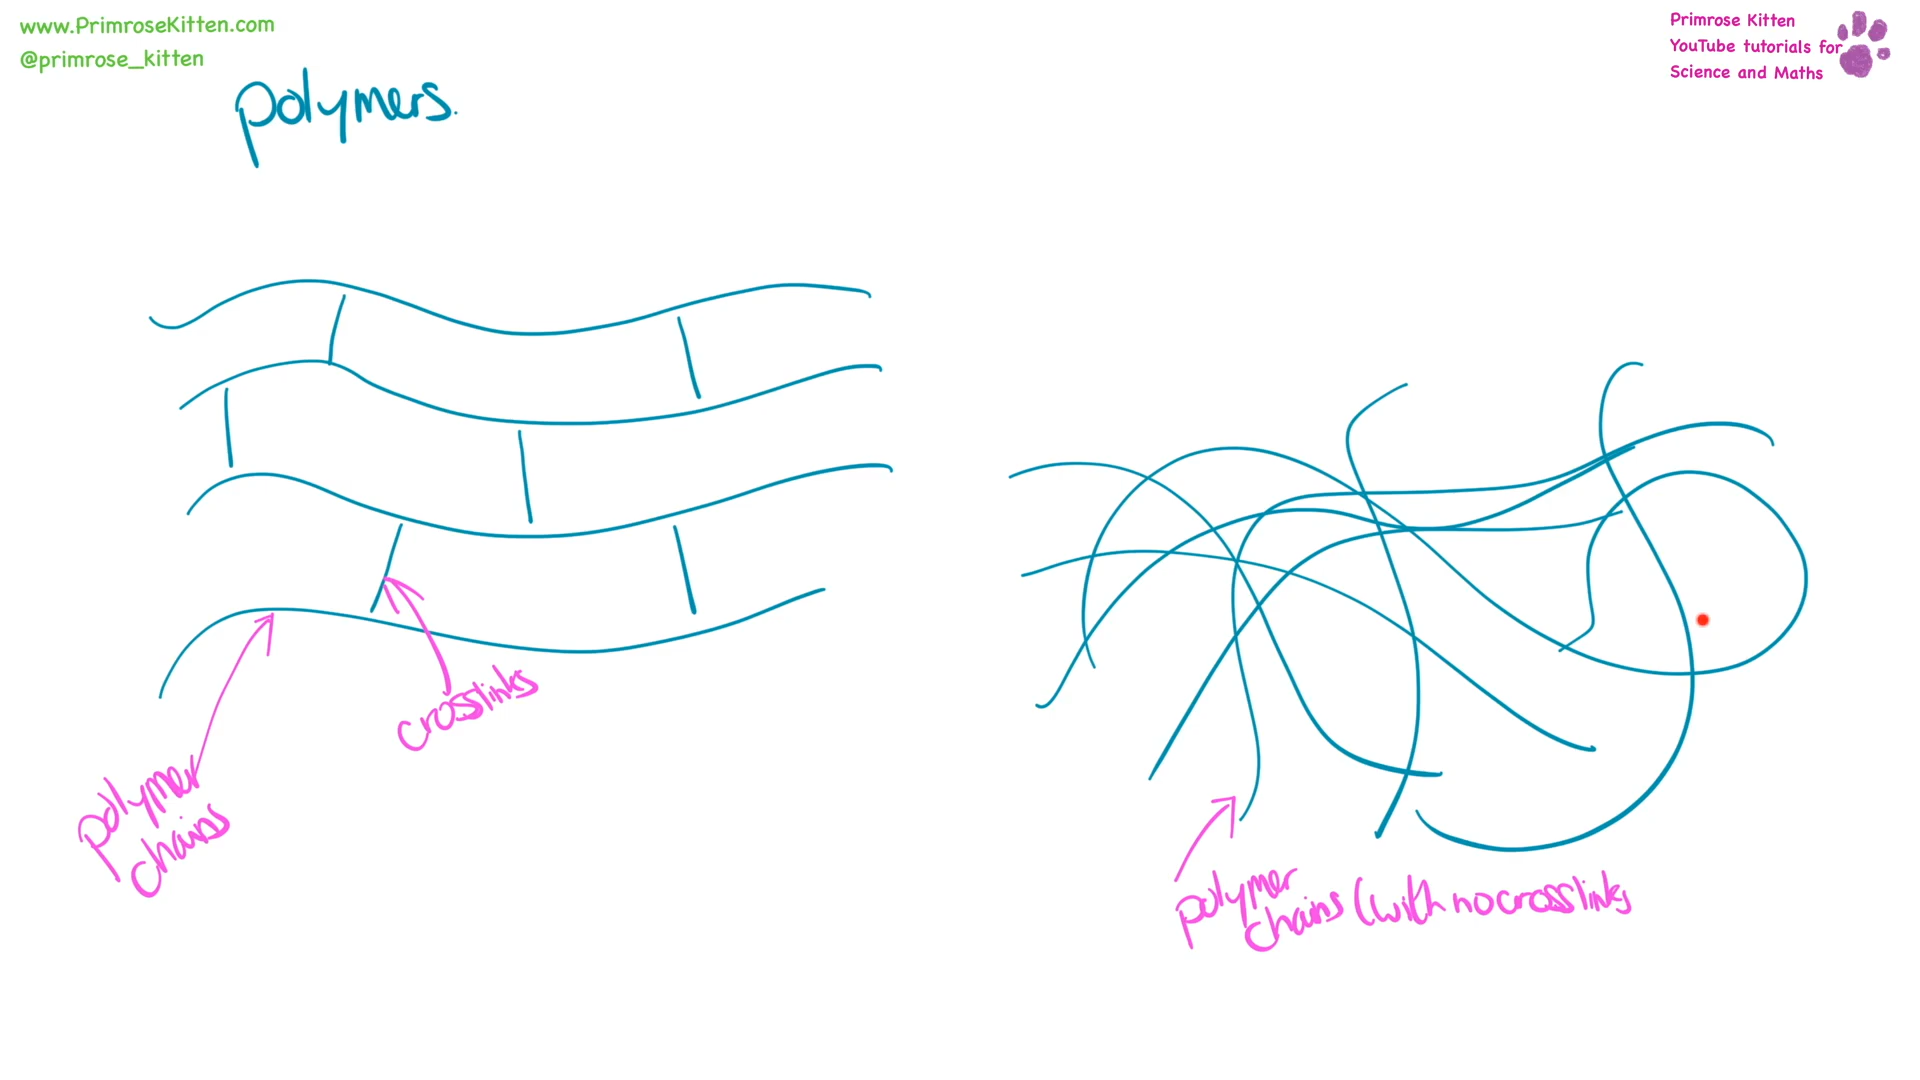 www.PrimroseKitten.com
@primrose_kitten
Primrose Kitten
YouTube tutorials for
Science and Maths
polymers.
crosslinks
polymer
chains
polymer
chains (with no crosslinks